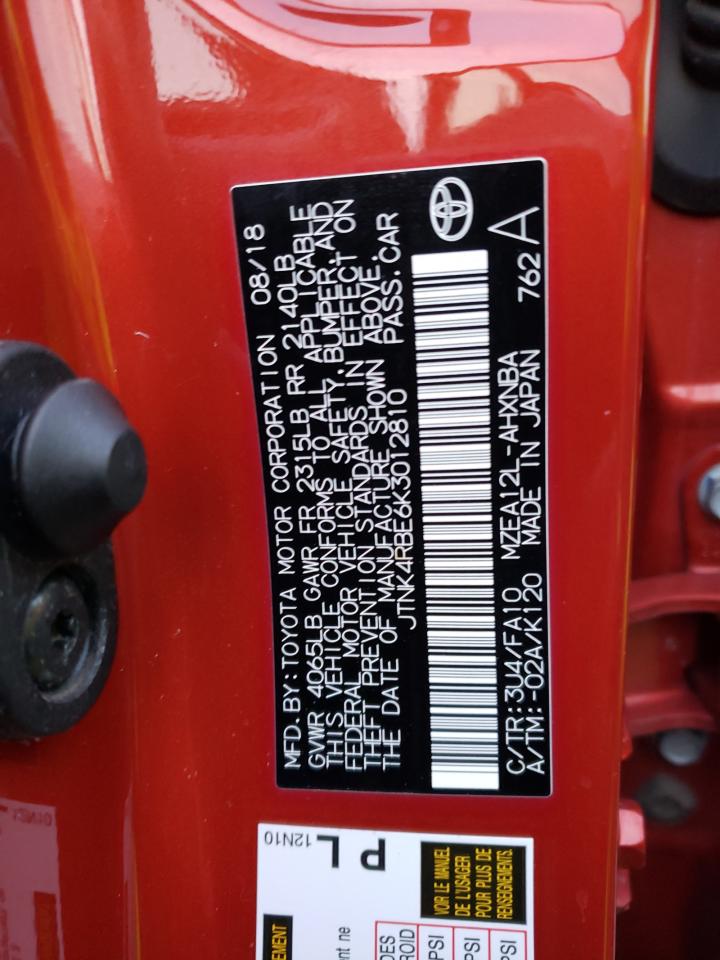 MFD. BY: TOYOTA MOTOR CORPORATION 08/18
GVWR 4065LB GAWR FR 2315LB RR 2140LB
THIS VEHICLE CONFORMS TO ALL APPLICABLE
FEDERAL MOTOR VEHICLE SAFETY, BUMPER, AND
THEFT PREVENTION STANDARDS IN EFFECT ON
THE DATE OF MANUFACTURE SHOWN ABOVE.
JTNK4RBE6K3012810 PASS. CAR
C/TR: 3U4/FA10 MZEA12L-AHXNBA
A/TM: -02A/K120 MADE IN JAPAN 762 A
12N10
PL
VOIR LE MANUEL
DE L'USAGER
POUR PLUS DE
RENSEIGNEMENTS.
PSI
PSI
PSI